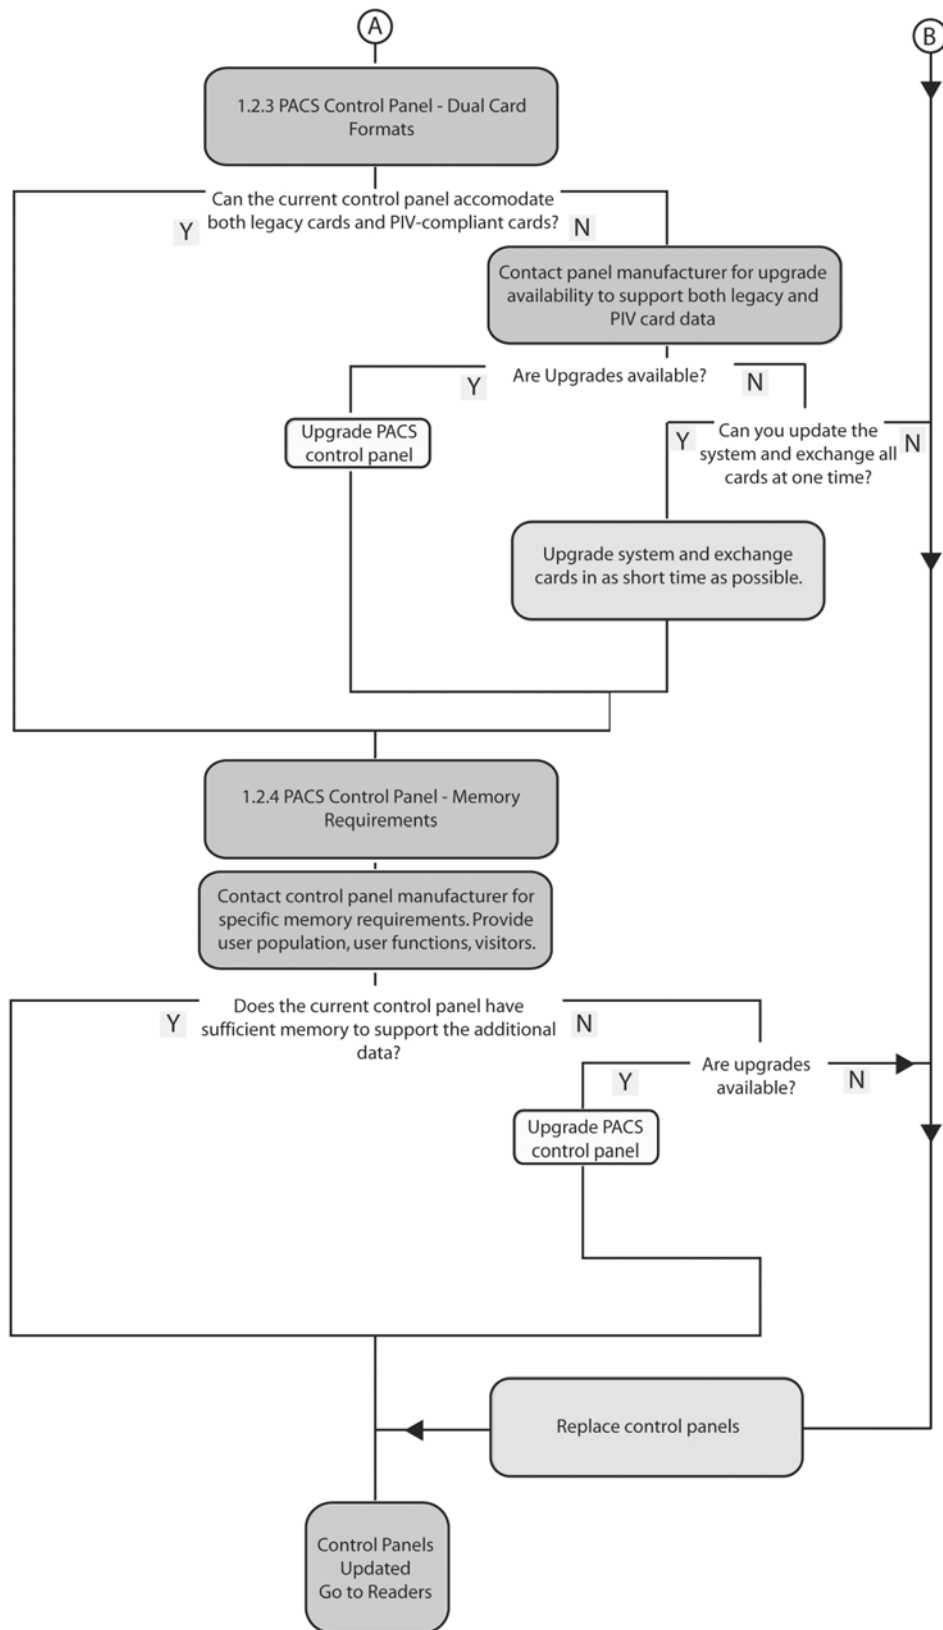 A
B
1.2.3 PACS Control Panel - Dual Card
Formats
Can the current control panel accomodate
both legacy cards and PIV-compliant cards?
Y
N
Contact panel manufacturer for upgrade
availability to support both legacy and
PIV card data
Are Upgrades available?
Y
N
Upgrade PACS
control panel
Can you update the
system and exchange all
cards at one time?
Y
N
Upgrade system and exchange
cards in as short time as possible.
1.2.4 PACS Control Panel - Memory
Requirements
Contact control panel manufacturer for
specific memory requirements. Provide
user population, user functions, visitors.
Does the current control panel have
sufficient memory to support the additional
data?
Y
N
Are upgrades
available?
Y
N
Upgrade PACS
control panel
Replace control panels
Control Panels
Updated
Go to Readers